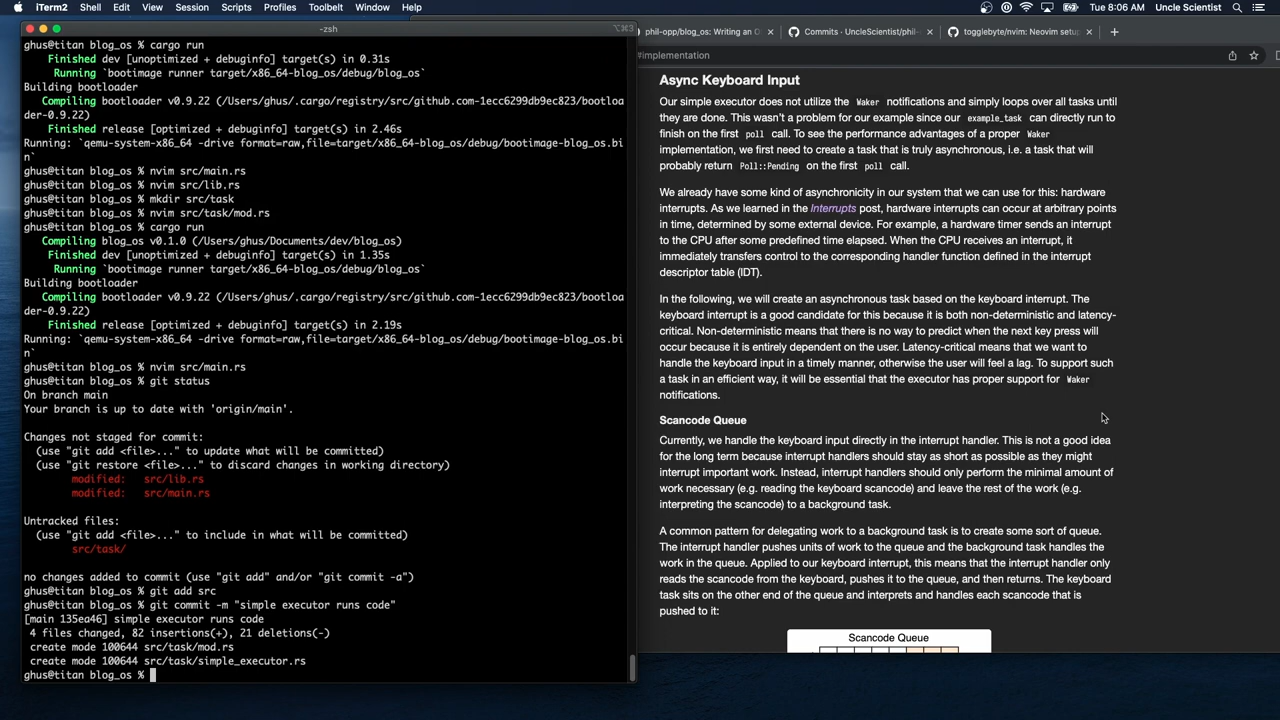 iTerm2 Shell Edit View Session Scripts Profiles Toolbelt Window Help
Tue 8:06 AM Uncle Scientist
-zsh
⌥⌘3
ghus@titan blog_os % cargo run
Finished dev [unoptimized + debuginfo] target(s) in 0.31s
Running `bootimage runner target/x86_64-blog_os/debug/blog_os`
Building bootloader
Compiling bootloader v0.9.22 (/Users/ghus/.cargo/registry/src/github.com-1ecc6299db9ec823/bootlo
ader-0.9.22)
Finished release [optimized + debuginfo] target(s) in 2.46s
Running: `qemu-system-x86_64 -drive format=raw,file=target/x86_64-blog_os/debug/bootimage-blog_os.bi
n`
ghus@titan blog_os % nvim src/main.rs
ghus@titan blog_os % nvim src/lib.rs
ghus@titan blog_os % mkdir src/task
ghus@titan blog_os % nvim src/task/mod.rs
ghus@titan blog_os % cargo run
Compiling blog_os v0.1.0 (/Users/ghus/Documents/dev/blog_os)
Finished dev [unoptimized + debuginfo] target(s) in 1.35s
Running `bootimage runner target/x86_64-blog_os/debug/blog_os`
Building bootloader
Compiling bootloader v0.9.22 (/Users/ghus/.cargo/registry/src/github.com-1ecc6299db9ec823/bootloa
der-0.9.22)
Finished release [optimized + debuginfo] target(s) in 2.19s
Running: `qemu-system-x86_64 -drive format=raw,file=target/x86_64-blog_os/debug/bootimage-blog_os.bi
n`
ghus@titan blog_os % nvim src/main.rs
ghus@titan blog_os % git status
On branch main
Your branch is up to date with 'origin/main'.
Changes not staged for commit:
(use "git add <file>..." to update what will be committed)
(use "git restore <file>..." to discard changes in working directory)
modified: src/lib.rs
modified: src/main.rs
Untracked files:
(use "git add <file>..." to include in what will be committed)
src/task/
no changes added to commit (use "git add" and/or "git commit -a")
ghus@titan blog_os % git add src
ghus@titan blog_os % git commit -m "simple executor runs code"
[main 135ea46] simple executor runs code
4 files changed, 82 insertions(+), 21 deletions(-)
create mode 100644 src/task/mod.rs
create mode 100644 src/task/simple_executor.rs
ghus@titan blog_os %
phil-opp/blog_os: Writing an O
Commits · UncleScientist/phil-
togglebyte/nvim: Neovim setup
#implementation
Async Keyboard Input
Our simple executor does not utilize the Waker notifications and simply loops over all tasks until
they are done. This wasn't a problem for our example since our example_task can directly run to
finish on the first poll call. To see the performance advantages of a proper Waker
implementation, we first need to create a task that is truly asynchronous, i.e. a task that will
probably return Poll::Pending on the first poll call.
We already have some kind of asynchronicity in our system that we can use for this: hardware
interrupts. As we learned in the Interrupts post, hardware interrupts can occur at arbitrary points
in time, determined by some external device. For example, a hardware timer sends an interrupt
to the CPU after some predefined time elapsed. When the CPU receives an interrupt, it
immediately transfers control to the corresponding handler function defined in the interrupt
descriptor table (IDT).
In the following, we will create an asynchronous task based on the keyboard interrupt. The
keyboard interrupt is a good candidate for this because it is both non-deterministic and latency-
critical. Non-deterministic means that there is no way to predict when the next key press will
occur because it is entirely dependent on the user. Latency-critical means that we want to
handle the keyboard input in a timely manner, otherwise the user will feel a lag. To support such
a task in an efficient way, it will be essential that the executor has proper support for Waker
notifications.
Scancode Queue
Currently, we handle the keyboard input directly in the interrupt handler. This is not a good idea
for the long term because interrupt handlers should stay as short as possible as they might
interrupt important work. Instead, interrupt handlers should only perform the minimal amount of
work necessary (e.g. reading the keyboard scancode) and leave the rest of the work (e.g.
interpreting the scancode) to a background task.
A common pattern for delegating work to a background task is to create some sort of queue.
The interrupt handler pushes units of work to the queue and the background task handles the
work in the queue. Applied to our keyboard interrupt, this means that the interrupt handler only
reads the scancode from the keyboard, pushes it to the queue, and then returns. The keyboard
task sits on the other end of the queue and interprets and handles each scancode that is
pushed to it:
Scancode Queue